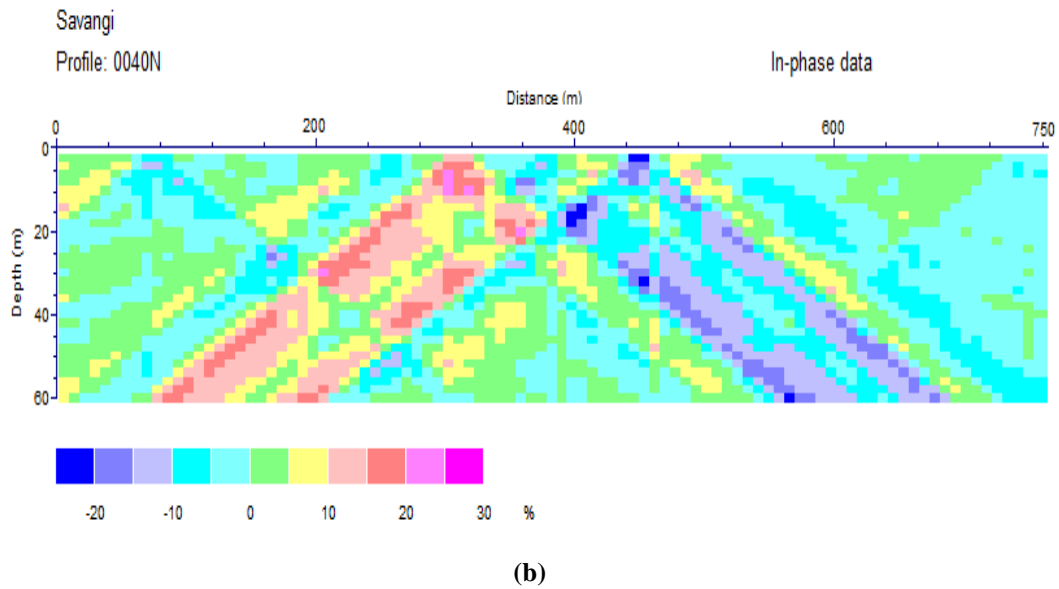 Savangi
Profile: 0040N
In-phase data
Distance (m)
0 200 400 600 750
0
20
40
60
Depth (m)
-20 -10 0 10 20 30 %
(b)